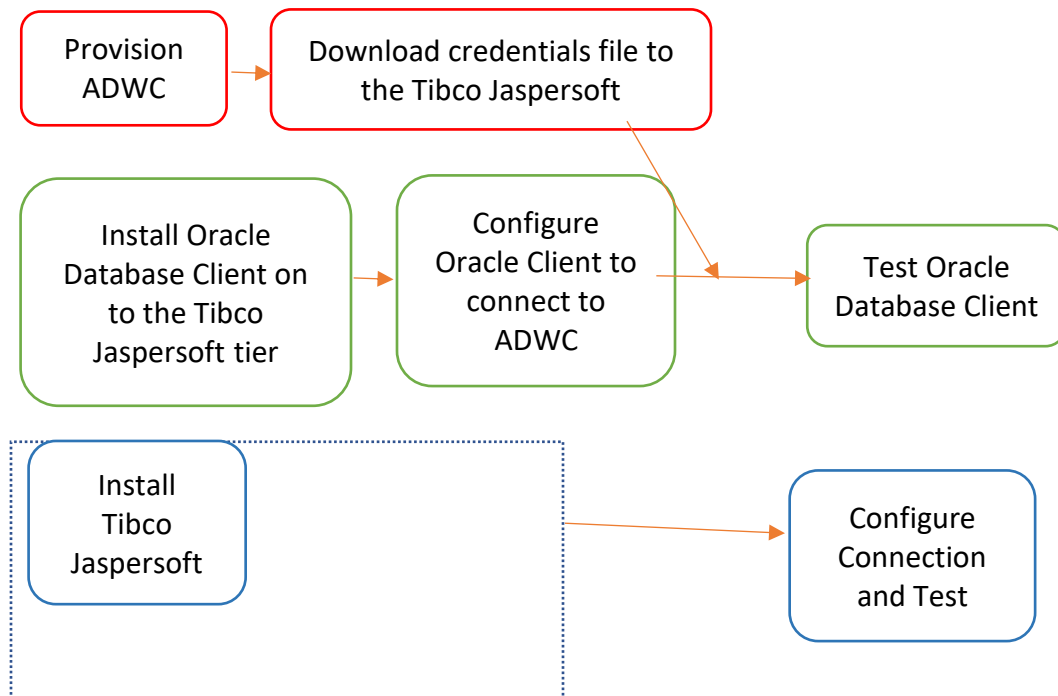 Provision
ADWC
Download credentials file to
the Tibco Jaspersoft
Install Oracle
Database Client on
to the Tibco
Jaspersoft tier
Configure
Oracle Client to
connect to
ADWC
Test Oracle
Database Client
Install
Tibco
Jaspersoft
Configure
Connection
and Test